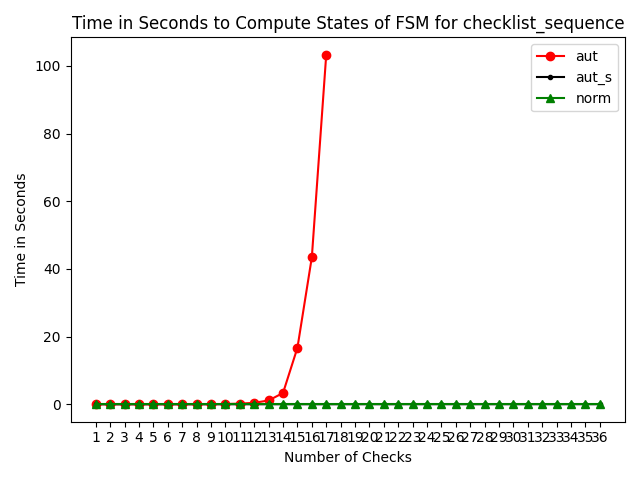 Time in Seconds to Compute States of FSM for checklist_sequence
aut
aut_s
norm
100
80
60
40
20
0
Time in Seconds
1 2 3 4 5 6 7 8 9 10 11 12 13 14 15 16 17 18 19 20 21 22 23 24 25 26 27 28 29 30 31 32 33 34 35 36
Number of Checks